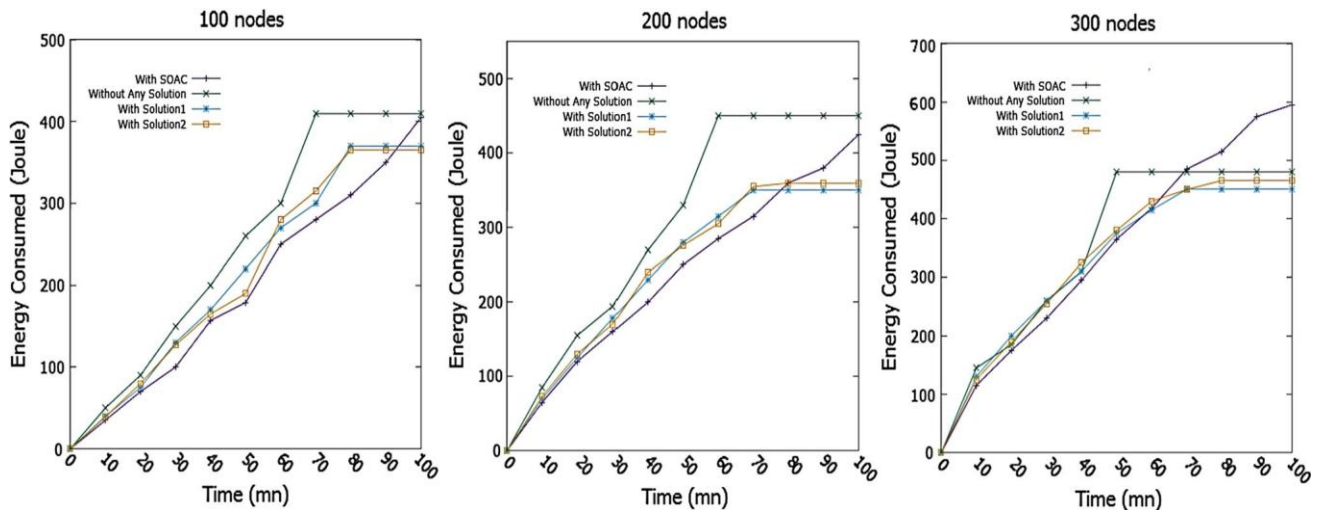 100 nodes
500
400
300
200
100
0
With SOAC
Without Any Solution
With Solution1
With Solution2
Energy Consumed (Joule)
0 10 20 30 40 50 60 70 80 90 100
Time (mn)
200 nodes
500
400
300
200
100
0
With SOAC
Without Any Solution
With Solution1
With Solution2
Energy Consumed (Joule)
0 10 20 30 40 50 60 70 80 90 100
Time (mn)
300 nodes
700
600
500
400
300
200
100
0
With SOAC
Without Any Solution
With Solution1
With Solution2
Energy Consumed (Joule)
0 10 20 30 40 50 60 70 80 90 100
Time (mn)